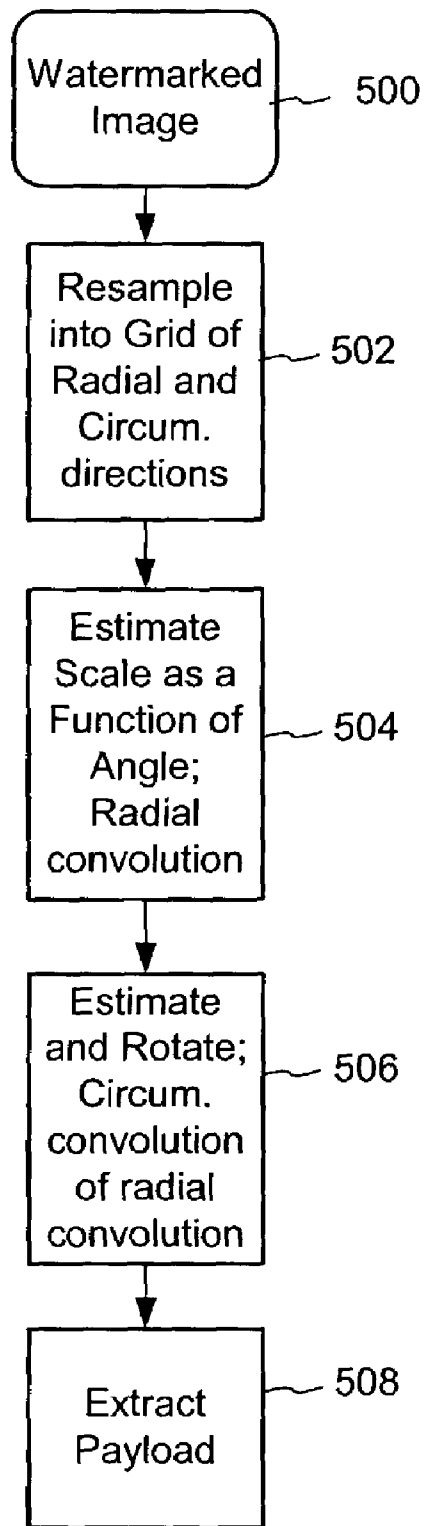 Watermarked
Image
500
Resample
into Grid of
Radial and
Circum.
directions
502
Estimate
Scale as a
Function of
Angle;
Radial
convolution
504
Estimate
and Rotate;
Circum.
convolution
of radial
convolution
506
Extract
Payload
508